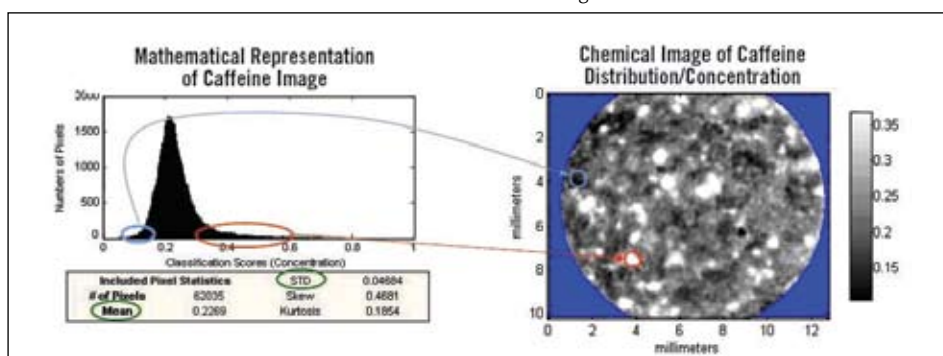 Mathematical Representation
of Caffeine Image
2000
1500
1000
500
0
Numbers of Pixels
0 0.2 0.4 0.6 0.8 1
Classification Scores (Concentration)
Included Pixel Statistics STD 0.04684
# of Pixels 62035 Skew 0.4681
Mean 0.2269 Kurtosis 0.1854
Chemical Image of Caffeine
Distribution/Concentration
0
2
4
6
8
10
millimeters
0 2 4 6 8 10 12
millimeters
0.35
0.3
0.25
0.2
0.15